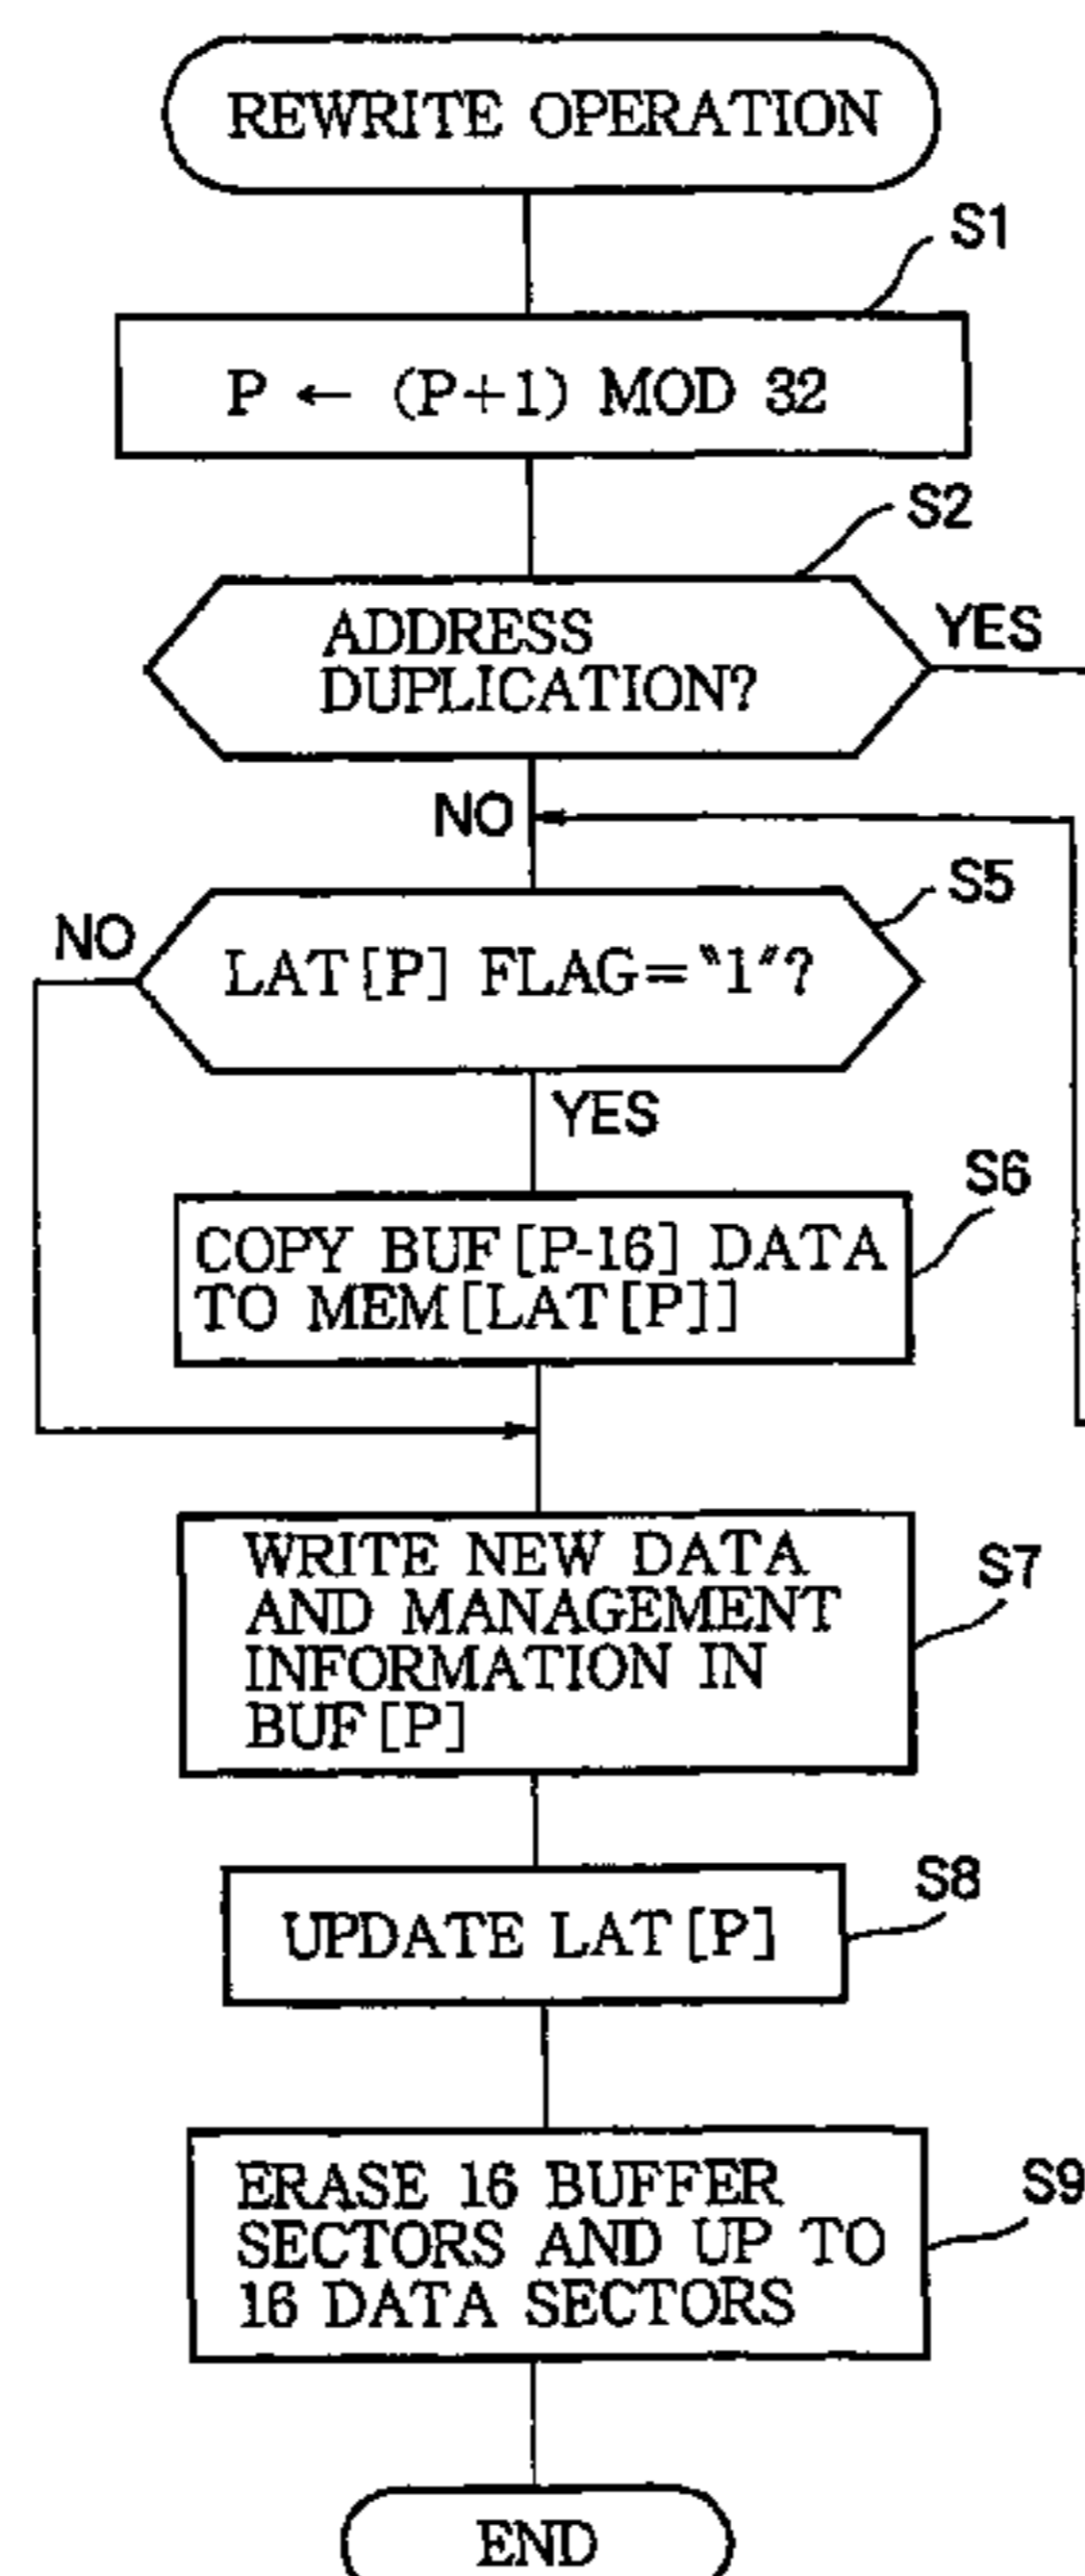 REWRITE OPERATION
S1
P ← (P+1) MOD 32
S2
ADDRESS
DUPLICATION?
YES
NO
S5
NO
LAT[P] FLAG=〝1″?
YES
S6
COPY BUF[P-16] DATA
TO MEM[LAT[P]]
WRITE NEW DATA
AND MANAGEMENT
INFORMATION IN
BUF[P]
S7
S8
UPDATE LAT[P]
ERASE 16 BUFFER
SECTORS AND UP TO
16 DATA SECTORS
S9
END